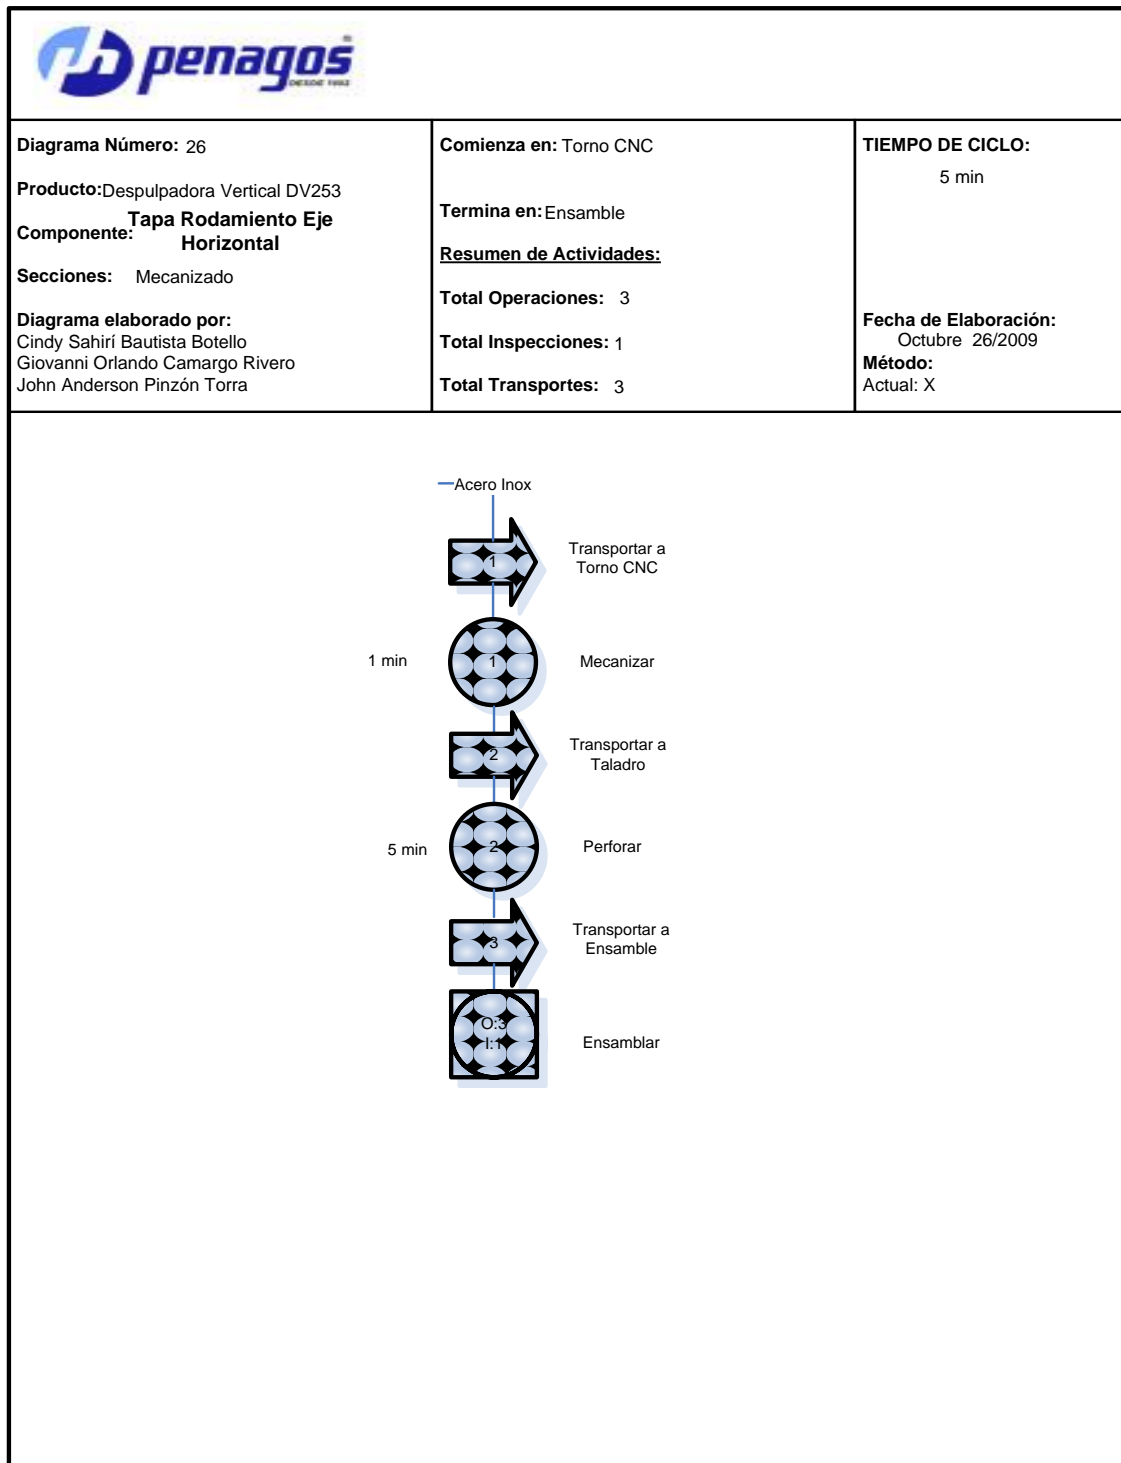 penagos
DESDE 1892
Diagrama Número: 26
Producto:Despulpadora Vertical DV253
Componente: Tapa Rodamiento Eje
Horizontal
Secciones: Mecanizado
Diagrama elaborado por:
Cindy Sahirí Bautista Botello
Giovanni Orlando Camargo Rivero
John Anderson Pinzón Torra
Comienza en: Torno CNC
Termina en: Ensamble
Resumen de Actividades:
Total Operaciones: 3
Total Inspecciones: 1
Total Transportes: 3
TIEMPO DE CICLO:
5 min
Fecha de Elaboración:
Octubre 26/2009
Método:
Actual: X
Acero Inox
1
Transportar a
Torno CNC
1 min
1
Mecanizar
2
Transportar a
Taladro
5 min
2
Perforar
3
Transportar a
Ensamble
O:3
I:1
Ensamblar